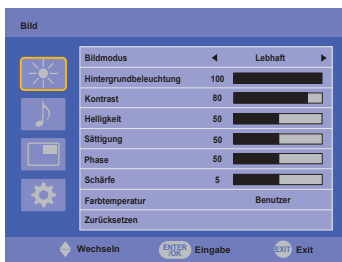 Bild
Bildmodus Lebhaft
Hintergrundbeleuchtung 100
Kontrast 80
Helligkeit 50
Sättigung 50
Phase 50
Schärfe 5
Farbtemperatur Benutzer
Zurücksetzen
Wechseln ENTER /OK Eingabe EXIT Exit